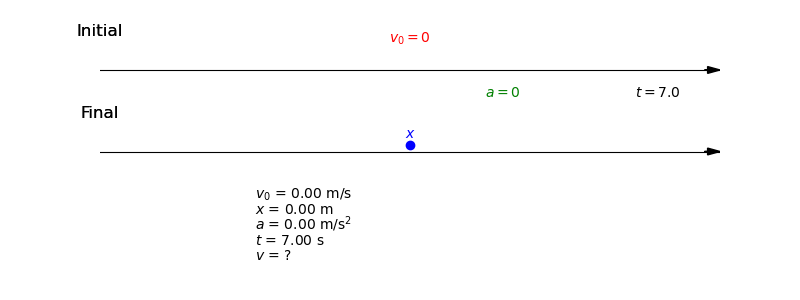 Initial
v₀ = 0
a = 0
t = 7.0
Final
x
v₀ = 0.00 m/s
x = 0.00 m
a = 0.00 m/s²
t = 7.00 s
v = ?